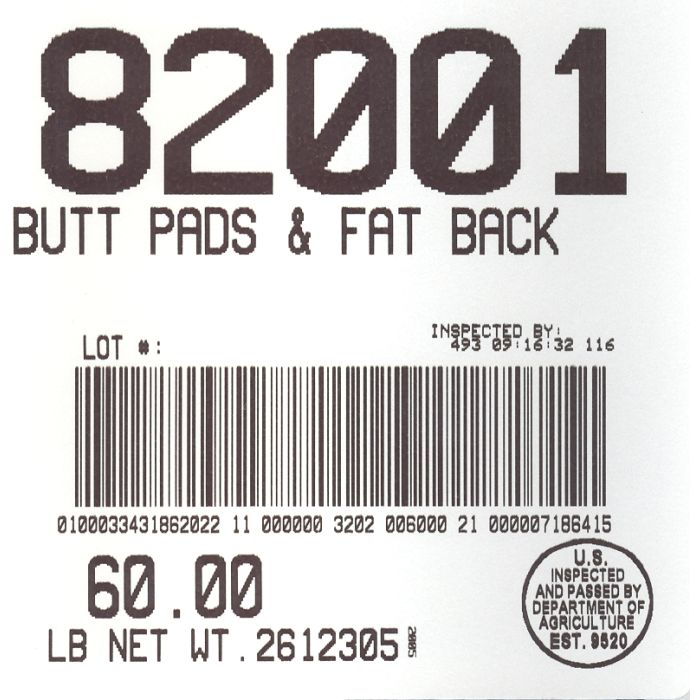 82001
BUTT PADS & FAT BACK
INSPECTED BY:
LOT #:
493 09:16:32 116
0100033431862022 11 000000 3202 006000 21 000007186415
60.00
LB NET WT.2612305
U.S.
INSPECTED
AND PASSED BY
DEPARTMENT OF
AGRICULTURE
EST. 9520